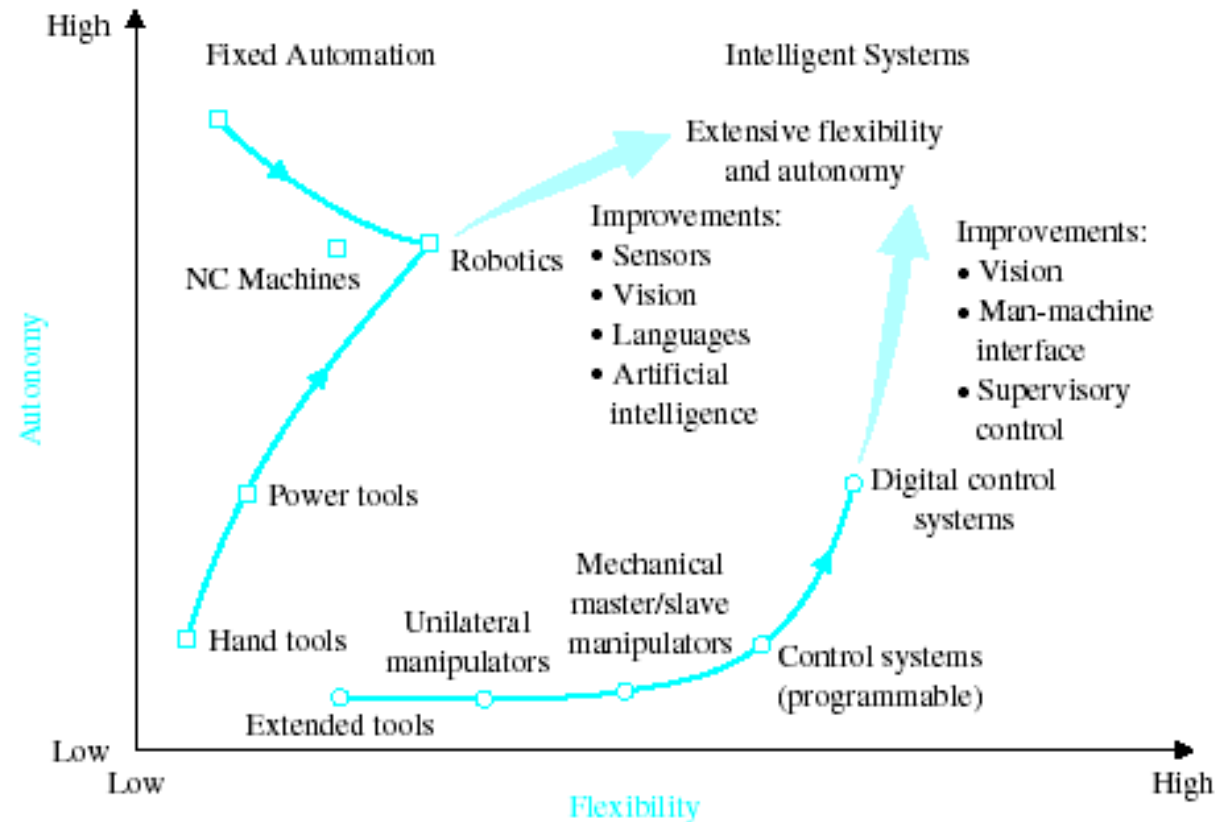 High
Fixed Automation
Intelligent Systems
Extensive flexibility
and autonomy
Improvements:
• Sensors
• Vision
• Languages
• Artificial
intelligence
Improvements:
• Vision
• Man-machine
interface
• Supervisory
control
Robotics
NC Machines
Autonomy
Power tools
Digital control
systems
Mechanical
master/slave
manipulators
Unilateral
manipulators
Hand tools
Control systems
(programmable)
Extended tools
Low
Low
High
Flexibility